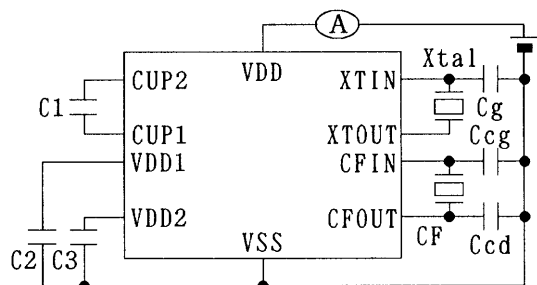 A
VDD
Xtal
CUP2
XTIN
C1
Cg
CUP1
XTOUT
Ccg
VDD1
CFIN
VDD2
CFOUT
C2
C3
VSS
CF
Ccd